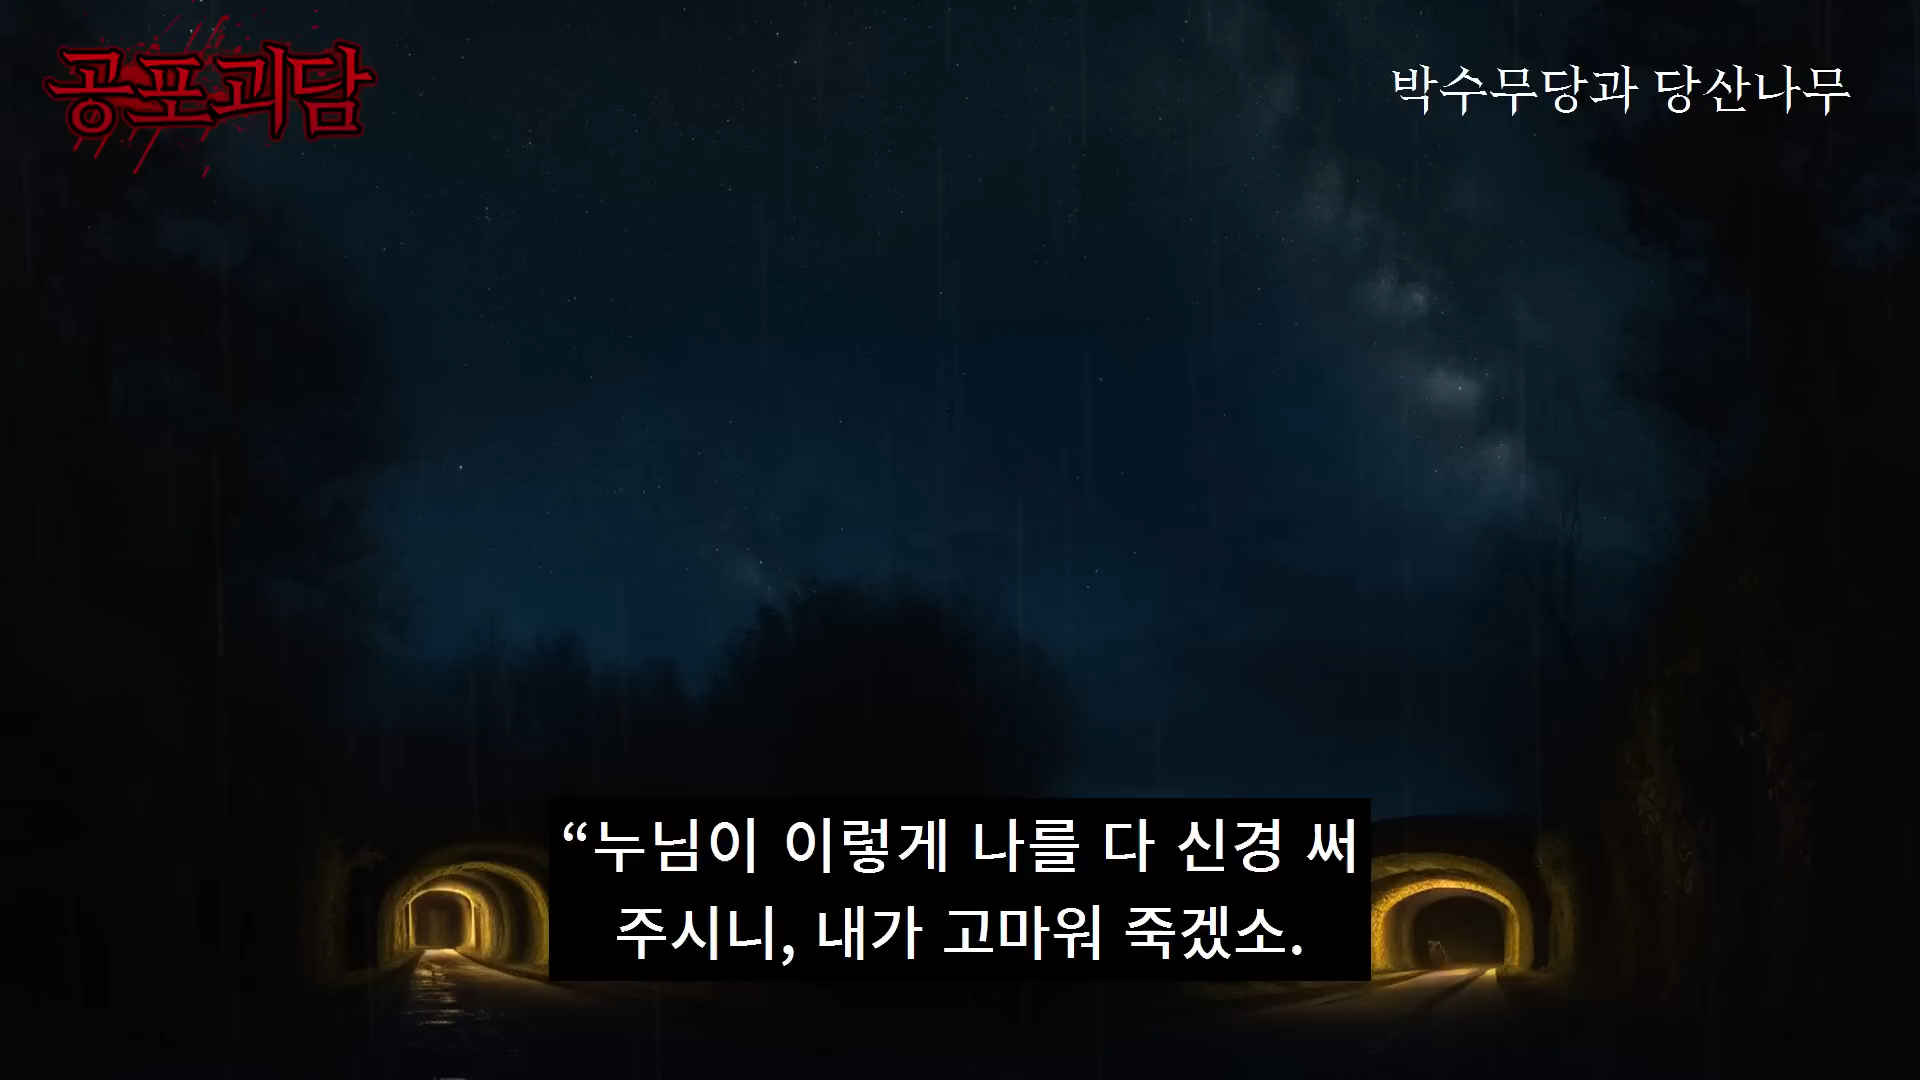 공포괴담
박수무당과 당산나무
“누님이 이렇게 나를 다 신경 써
주시니, 내가 고마워 죽겠소.